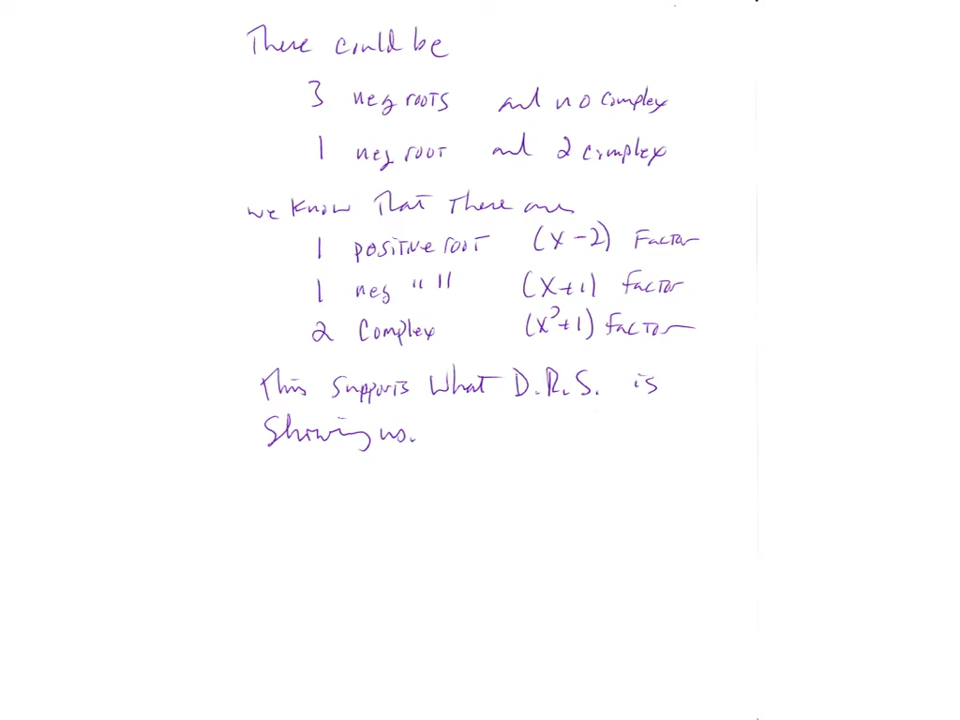 There could be
3 neg roots and no complex
1 neg root and 2 complex
we know that there are
1 positive root (x-2) Factor
1 neg " " (x+1) factor
2 Complex (x²+1) factor
This supports what D.R.S. is
Showing us.